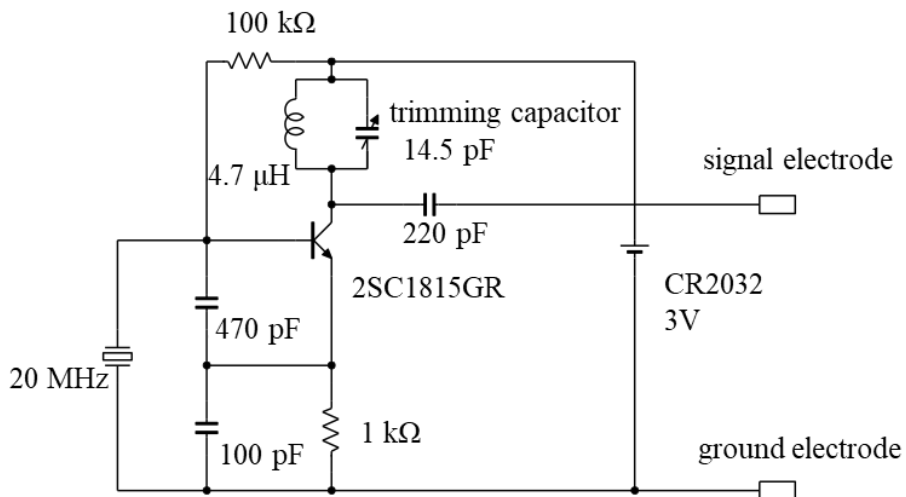 100 kΩ
trimming capacitor
14.5 pF
4.7 μH
signal electrode
220 pF
2SC1815GR
CR2032
3V
470 pF
20 MHz
1 kΩ
100 pF
ground electrode